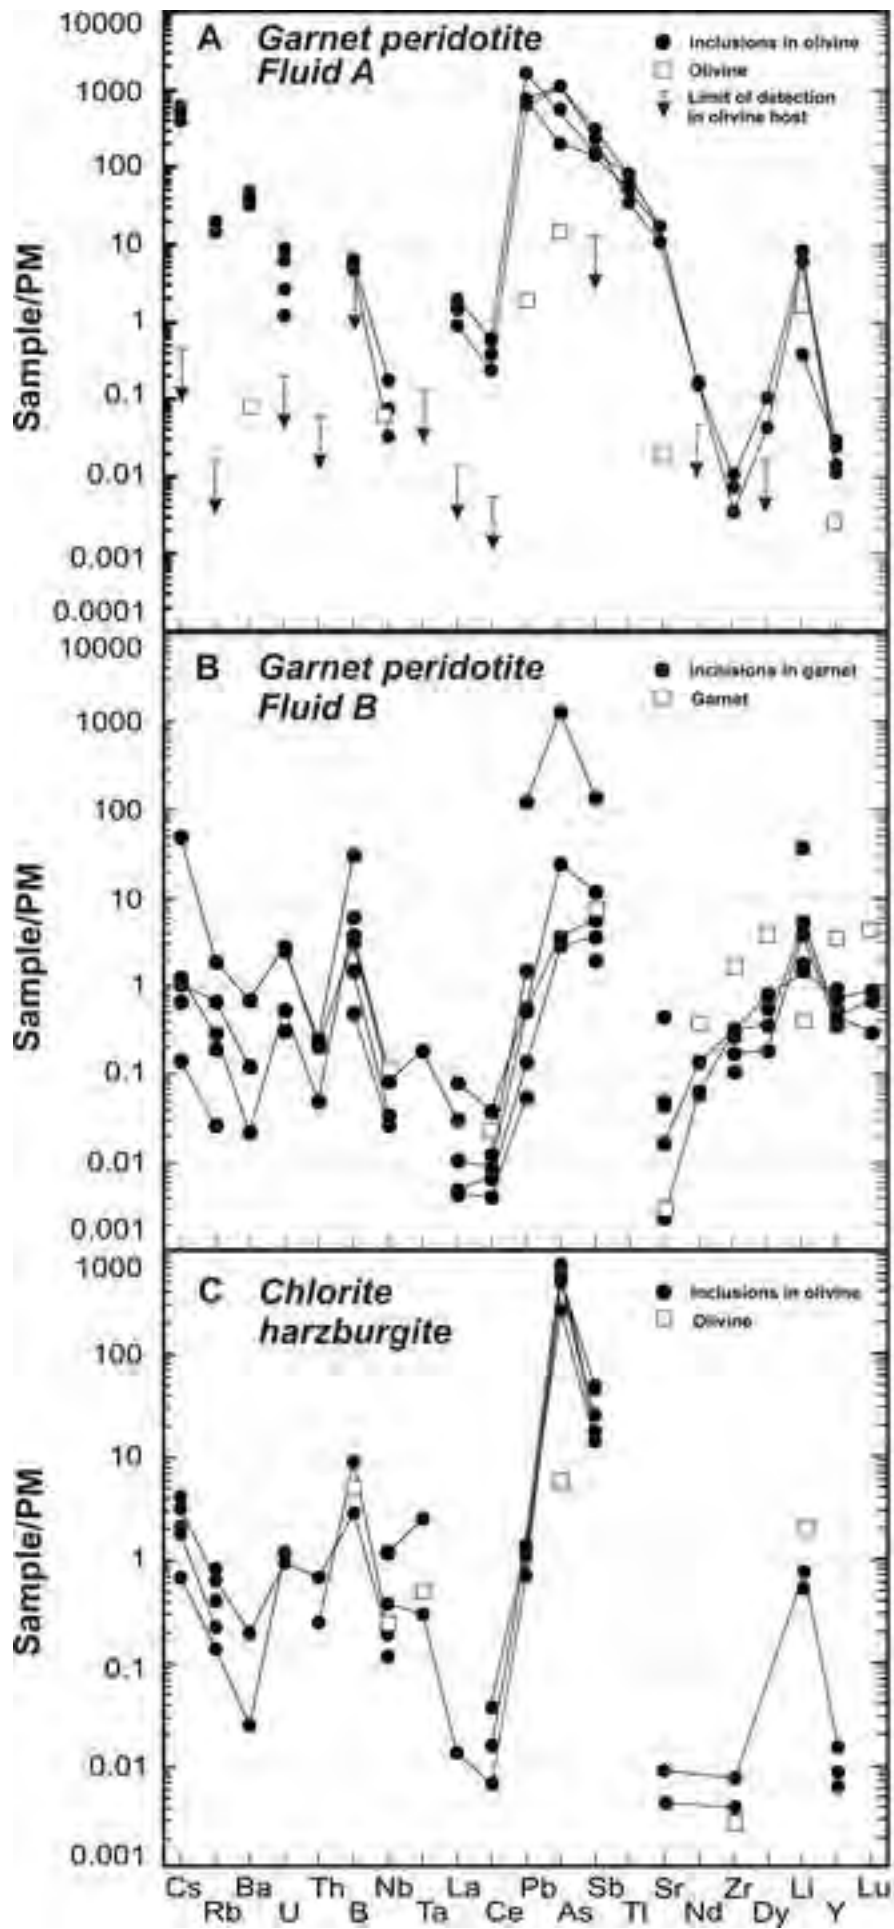 A Garnet peridotite
Fluid A
Inclusions in olivine
Olivine
Limit of detection
in olivine host
10000
1000
100
10
1
0.1
0.01
0.001
0.0001
Sample/PM
B Garnet peridotite
Fluid B
Inclusions in garnet
Garnet
10000
1000
100
10
1
0.1
0.01
0.001
Sample/PM
C Chlorite
harzburgite
Inclusions in olivine
Olivine
1000
100
10
1
0.1
0.01
0.001
Sample/PM
Cs Ba Th Nb La Pb Sb Sr Zr Li Lu
Rb U B Ta Ce As Tl Nd Dy Y